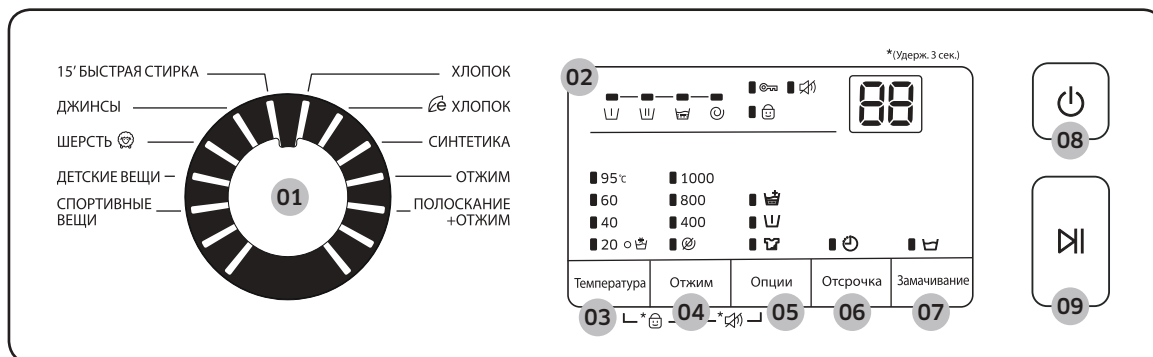 *(Удерж. 3 сек.)
15’ БЫСТРАЯ СТИРКА
ДЖИНСЫ
ШЕРСТЬ
ДЕТСКИЕ ВЕЩИ
СПОРТИВНЫЕ
ВЕЩИ
01
ХЛОПОК
ХЛОПОК
СИНТЕТИКА
ОТЖИМ
ПОЛОСКАНИЕ
+ОТЖИМ
02
88
95°c 1000
60 800
40 400
20
Температура Отжим Опции Отсрочка Замачивание
03 04 05 06 07
* *
08
09